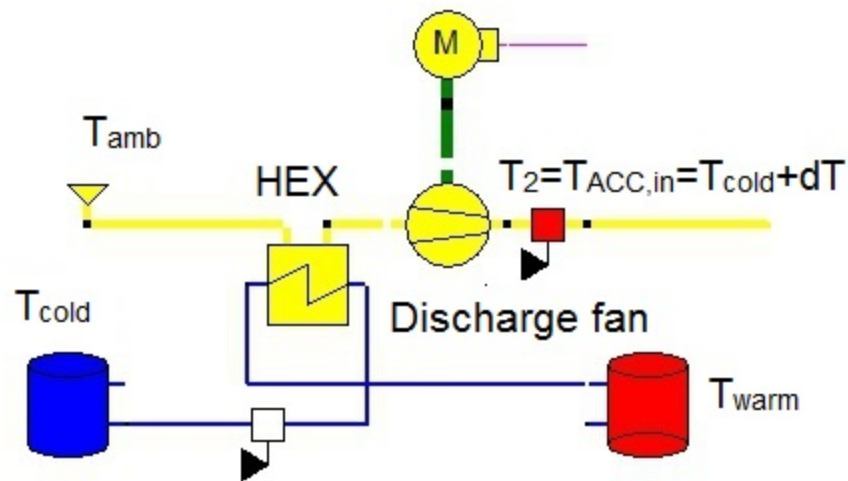 M
Tamb
HEX
T2=TACC,in=Tcold+dT
Tcold
Discharge fan
Twarm